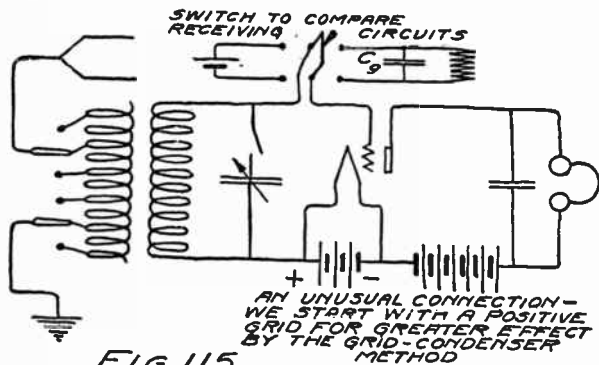 SWITCH TO COMPARE
RECEIVING CIRCUITS
Cg
+ -
AN UNUSUAL CONNECTION-
WE START WITH A POSITIVE
GRID FOR GREATER EFFECT
BY THE GRID-CONDENSER
METHOD
FIG 115